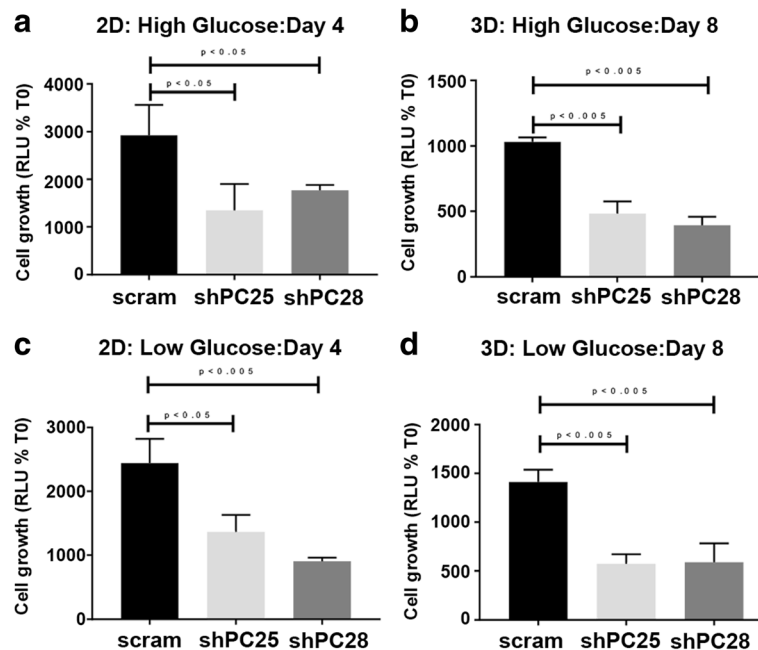 a
2D: High Glucose:Day 4
p<0.05
p<0.05
Cell growth (RLU % T0)
4000
3000
2000
1000
0
scram shPC25 shPC28
b
3D: High Glucose:Day 8
p<0.005
p<0.005
Cell growth (RLU % T0)
1500
1000
500
0
scram shPC25 shPC28
c
2D: Low Glucose:Day 4
p<0.005
p<0.05
Cell growth (RLU % T0)
3000
2000
1000
0
scram shPC25 shPC28
d
3D: Low Glucose:Day 8
p<0.005
p<0.005
Cell growth (RLU % T0)
2000
1500
1000
500
0
scram shPC25 shPC28